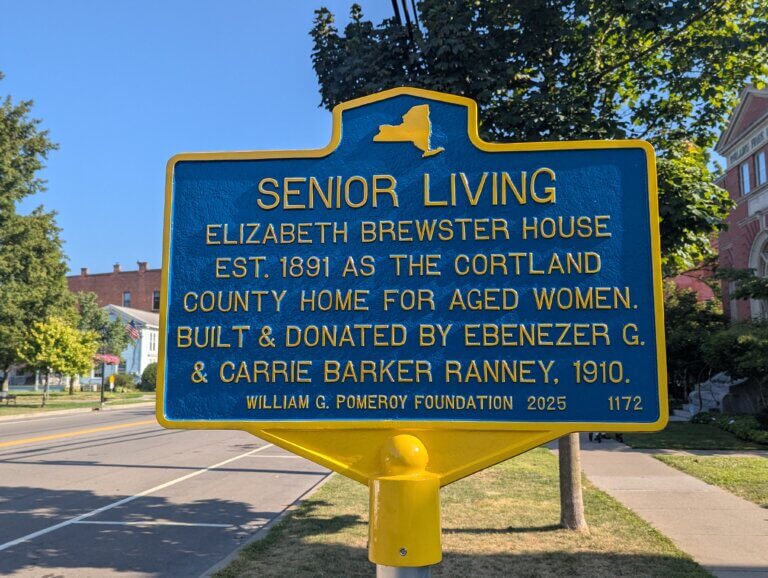 SENIOR LIVING
ELIZABETH BREWSTER HOUSE
EST. 1891 AS THE CORTLAND
COUNTY HOME FOR AGED WOMEN.
BUILT & DONATED BY EBENEZER G.
& CARRIE BARKER RANNEY, 1910.
WILLIAM G. POMEROY FOUNDATION 2025 1172